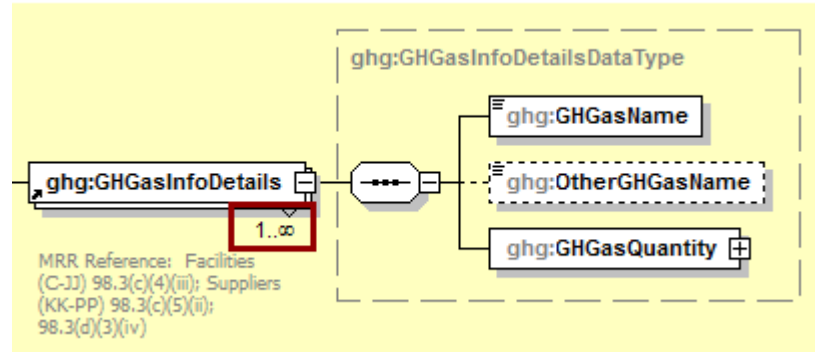 ghg:GHGasInfoDetailsDataType
ghg:GHGasName
ghg:GHGasInfoDetails
ghg:OtherGHGasName
1..∞
ghg:GHGasQuantity
MRR Reference: Facilities
(C-JJ) 98.3(c)(4)(iii); Suppliers
(KK-PP) 98.3(c)(5)(ii);
98.3(d)(3)(iv)